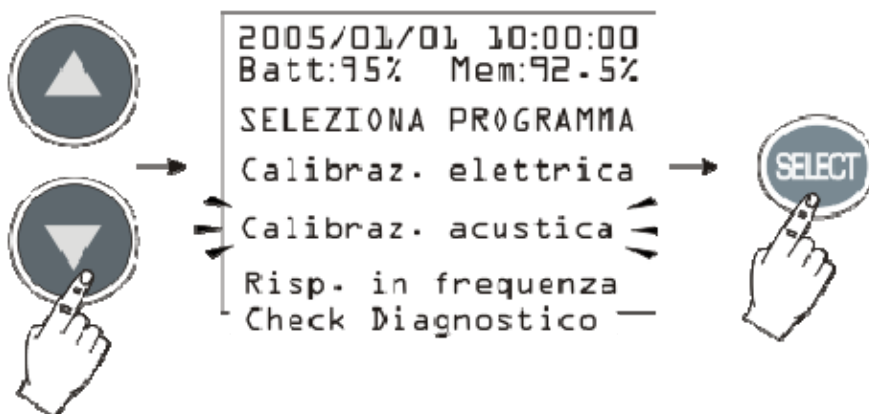 2005/01/01 10:00:00
Batt:95% Mem:92.5%
SELEZIONA PROGRAMMA
Calibraz. elettrica
Calibraz. acustica
Risp. in frequenza
Check Diagnostico
SELECT